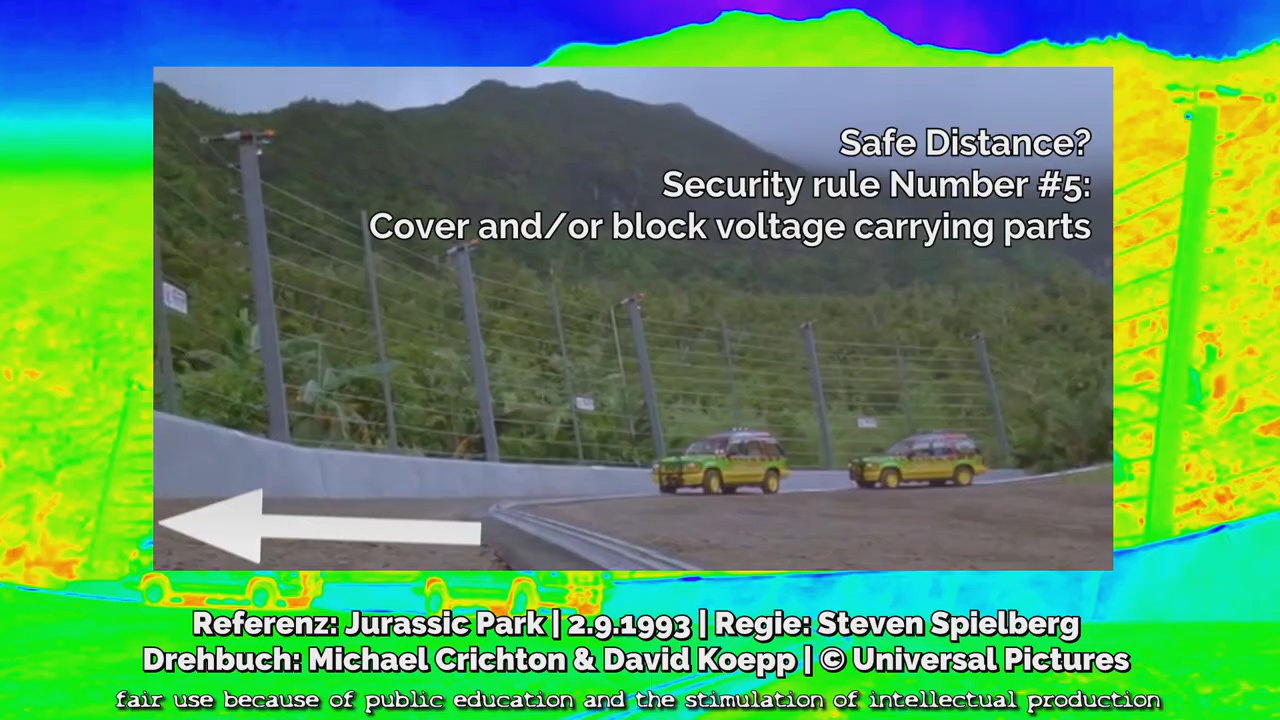 Safe Distance?
Security rule Number #5:
Cover and/or block voltage carrying parts
Referenz: Jurassic Park | 2.9.1993 | Regie: Steven Spielberg
Drehbuch: Michael Crichton & David Koepp | © Universal Pictures
fair use because of public education and the stimulation of intellectual production